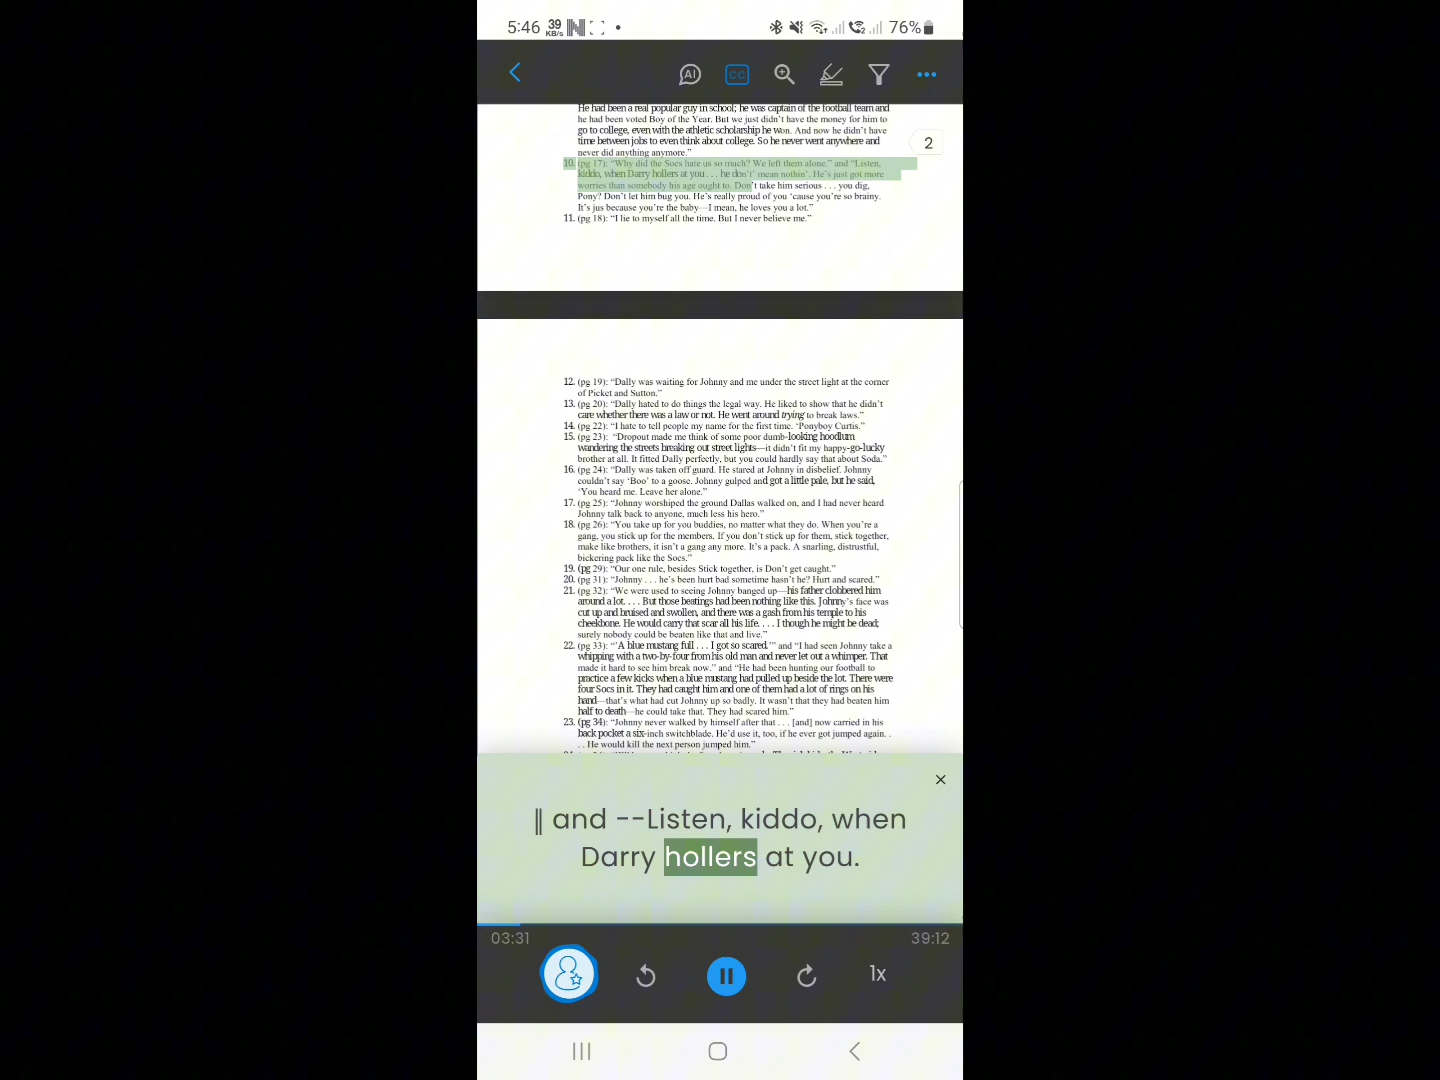 5:46 39 KB/s 76%
AI CC
He had been a real popular guy in school; he was captain of the football team and
he had been voted Boy of the Year. But we just didn't have the money for him to
go to college, even with the athletic scholarship he won. And now he didn't have
time between jobs to even think about college. So he never went anywhere and
never did anything anymore.”
2
10. (pg 17): “Why did the Socs hate us so much? We left them alone.” and “Listen,
kiddo, when Darry hollers at you . . . he don't' mean nothin'. He's just got more
worries than somebody his age ought to. Don't take him serious . . . you dig,
Pony? Don't let him bug you. He's really proud of you 'cause you're so brainy.
It's jus because you're the baby—I mean, he loves you a lot.”
11. (pg 18): “I lie to myself all the time. But I never believe me.”
12. (pg 19): “Dally was waiting for Johnny and me under the street light at the corner
of Picket and Sutton.”
13. (pg 20): “Dally hated to do things the legal way. He liked to show that he didn't
care whether there was a law or not. He went around trying to break laws.”
14. (pg 22): “I hate to tell people my name for the first time. ‘Ponyboy Curtis.”
15. (pg 23): “Dropout made me think of some poor dumb-looking hoodlum
wandering the streets breaking out street lights—it didn't fit my happy-go-lucky
brother at all. It fitted Dally perfectly, but you could hardly say that about Soda.”
16. (pg 24): “Dally was taken off guard. He stared at Johnny in disbelief. Johnny
couldn't say ‘Boo’ to a goose. Johnny gulped and got a little pale, but he said,
‘You heard me. Leave her alone.”
17. (pg 25): “Johnny worshiped the ground Dallas walked on, and I had never heard
Johnny talk back to anyone, much less his hero.”
18. (pg 26): “You take up for you buddies, no matter what they do. When you're a
gang, you stick up for the members. If you don't stick up for them, stick together,
make like brothers, it isn't a gang any more. It's a pack. A snarling, distrustful,
bickering pack like the Socs.”
19. (pg 29): “Our one rule, besides Stick together, is Don't get caught.”
20. (pg 31): “Johnny . . . he's been hurt bad sometime hasn't he? Hurt and scared.”
21. (pg 32): “We were used to seeing Johnny banged up—his father clobbered him
around a lot. . . . But those beatings had been nothing like this. Johnny's face was
cut up and bruised and swollen, and there was a gash from his temple to his
cheekbone. He would carry that scar all his life. . . . I though he might be dead;
surely nobody could be beaten like that and live.”
22. (pg 33): “‘A blue mustang full . . . I got so scared.’” and “I had seen Johnny take a
whipping with a two-by-four from his old man and never let out a whimper. That
made it hard to see him break now.” and “He had been hunting our football to
practice a few kicks when a blue mustang had pulled up beside the lot. There were
four Socs in it. They had caught him and one of them had a lot of rings on his
hand—that's what had cut Johnny up so badly. It wasn't that they had beaten him
half to death—he could take that. They had scared him.”
23. (pg 34): “Johnny never walked by himself after that . . . [and] now carried in his
back pocket a six-inch switchblade. He'd use it, too, if he ever got jumped again. .
. . He would kill the next person jumped him.”
‖ and --Listen, kiddo, when
Darry hollers at you.
03:31 39:12
1x